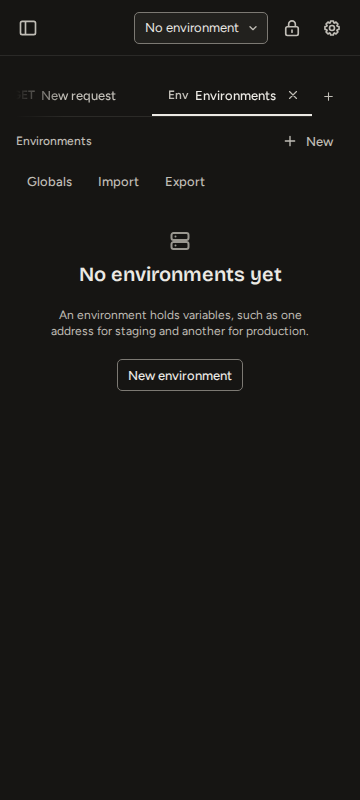 No environment
New request
Env Environments
Environments
New
Globals Import Export
No environments yet
An environment holds variables, such as one
address for staging and another for production.
New environment